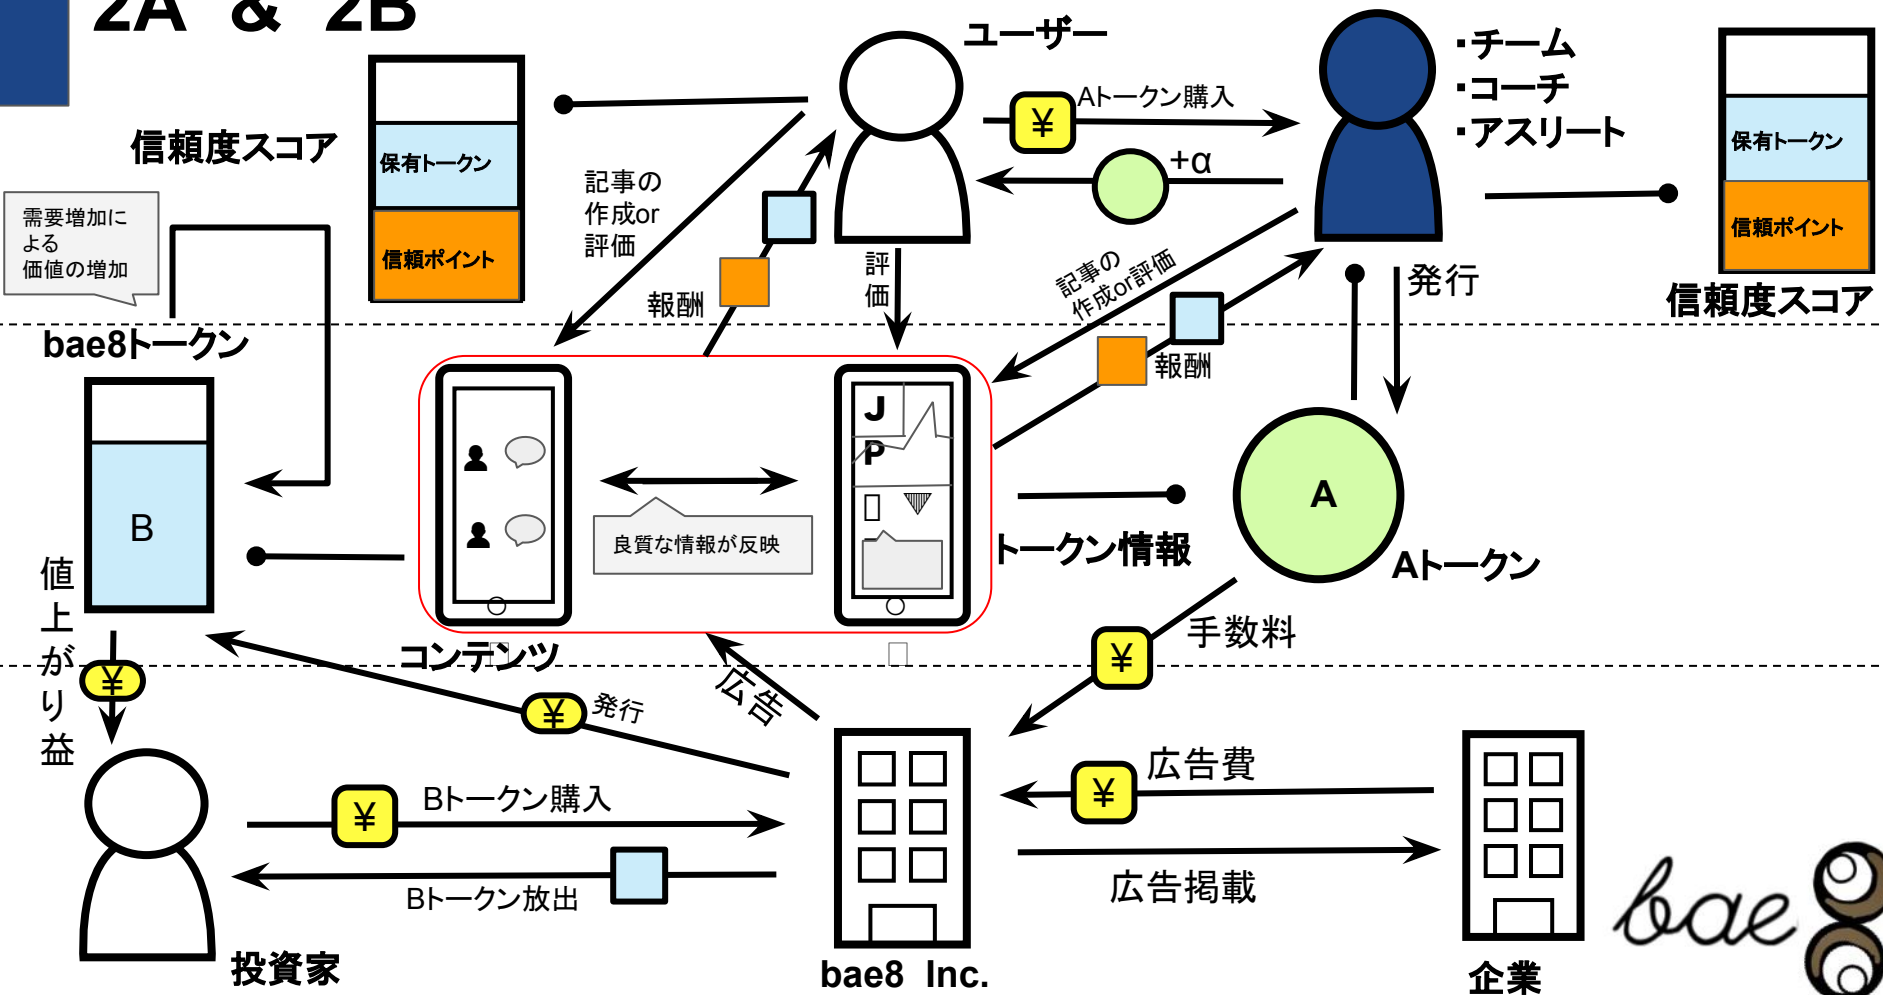 2A & 2B
ユーザー
・チーム
・コーチ
・アスリート
Aトークン購入
¥
+α
信頼度スコア
保有トークン
信頼ポイント
保有トークン
信頼ポイント
信頼度スコア
需要増加に
よる
価値の増加
記事の
作成or
評価
報酬
評
価
記事の
作成or評価
報酬
発行
bae8トークン
B
J
P
良質な情報が反映
トークン情報
A
Aトークン
コンテンツ
値上がり益
¥
¥
発行
広告
¥
手数料
¥
Bトークン購入
Bトークン放出
¥
広告費
広告掲載
投資家
bae8 Inc.
企業
bae8